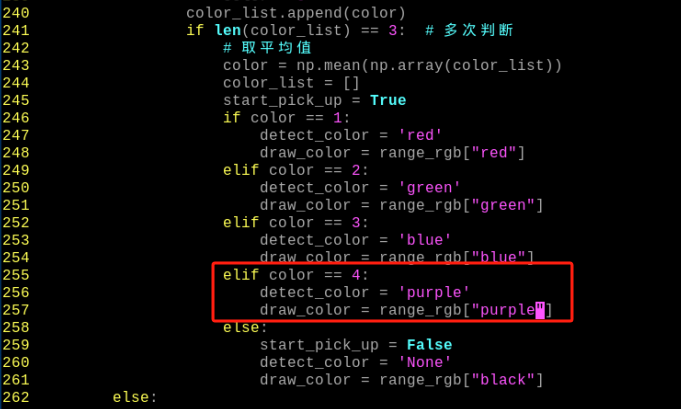 240                 color_list.append(color)
241                 if len(color_list) == 3:  # 多次判断
242                     # 取平均值
243                     color = np.mean(np.array(color_list))
244                     color_list = []
245                     start_pick_up = True
246                     if color == 1:
247                         detect_color = 'red'
248                         draw_color = range_rgb["red"]
249                     elif color == 2:
250                         detect_color = 'green'
251                         draw_color = range_rgb["green"]
252                     elif color == 3:
253                         detect_color = 'blue'
254                         draw_color = range_rgb["blue"]
255                     elif color == 4:
256                         detect_color = 'purple'
257                         draw_color = range_rgb["purple"]
258                     else:
259                         start_pick_up = False
260                         detect_color = 'None'
261                         draw_color = range_rgb["black"]
262         else: